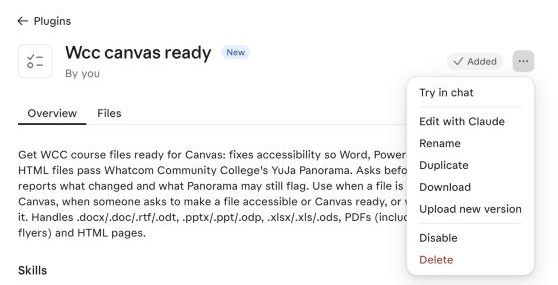 ← Plugins
Wcc canvas ready New
By you
Added
...
Try in chat
Edit with Claude
Rename
Duplicate
Download
Upload new version
Disable
Delete
Overview Files
Get WCC course files ready for Canvas: fixes accessibility so Word, Power
HTML files pass Whatcom Community College's YuJa Panorama. Asks befo
reports what changed and what Panorama may still flag. Use when a file is
Canvas, when someone asks to make a file accessible or Canvas ready, or
it. Handles .docx/.doc/.rtf/.odt, .pptx/.ppt/.odp, .xlsx/.xls/.ods, PDFs (includ
flyers) and HTML pages.
Skills